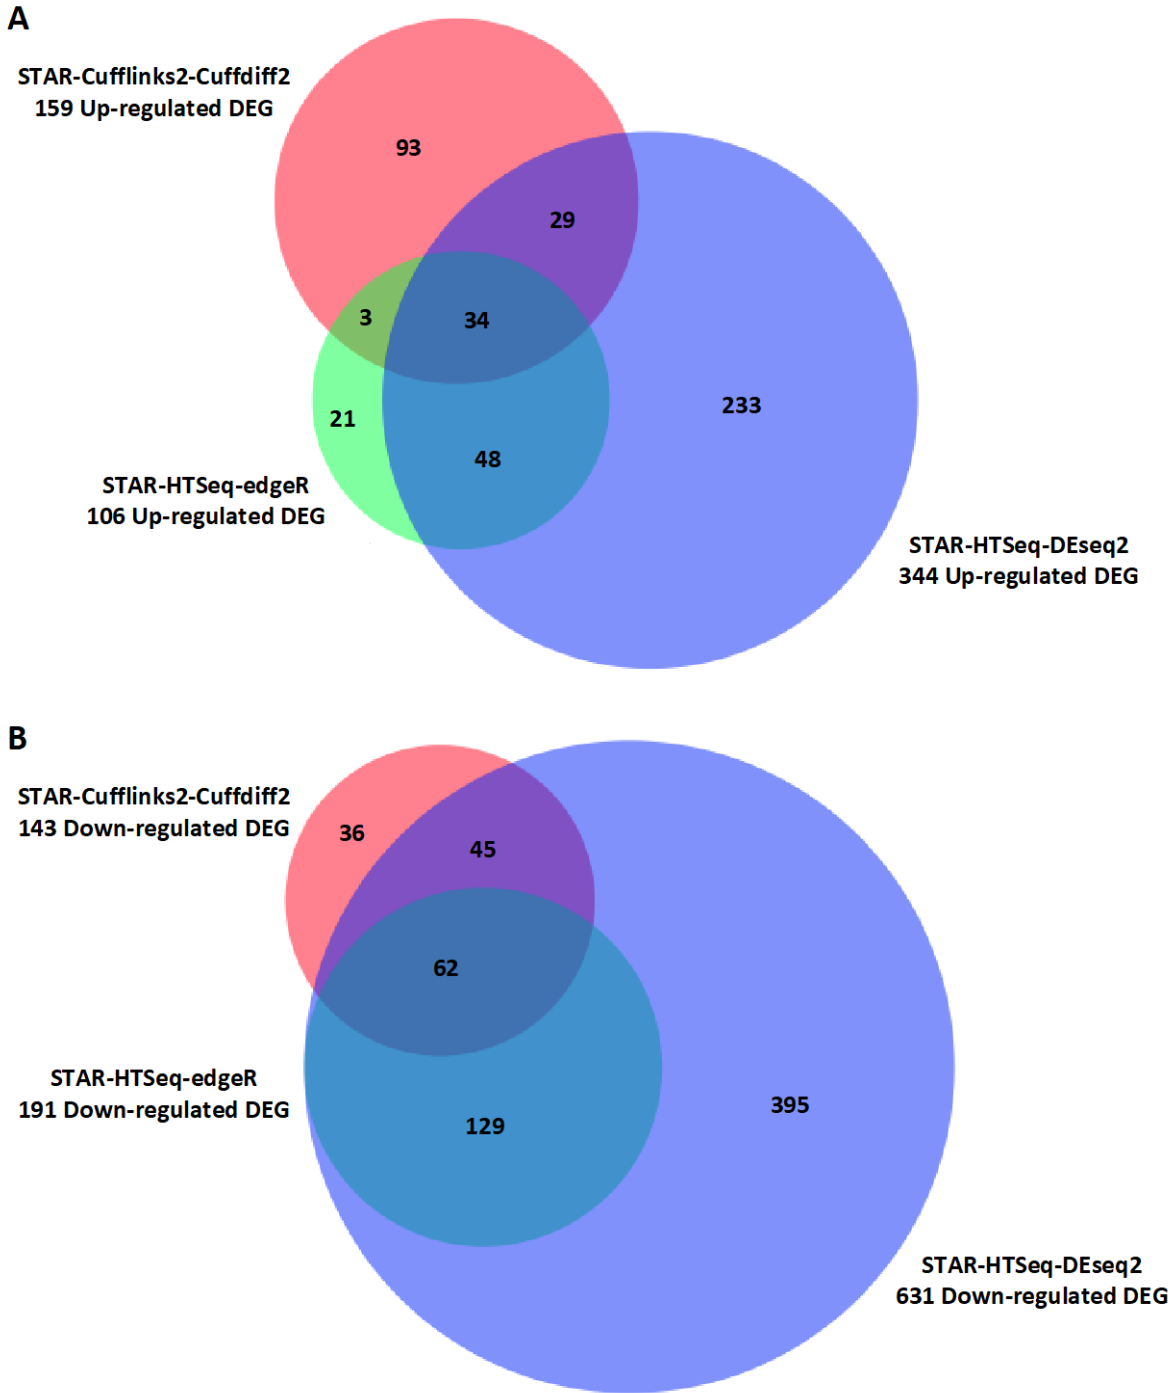 A
STAR-Cufflinks2-Cuffdiff2
159 Up-regulated DEG
93
29
3
34
21
233
48
STAR-HTSeq-edgeR
106 Up-regulated DEG
STAR-HTSeq-DEseq2
344 Up-regulated DEG
B
STAR-Cufflinks2-Cuffdiff2
143 Down-regulated DEG
36
45
62
STAR-HTSeq-edgeR
191 Down-regulated DEG
395
129
STAR-HTSeq-DEseq2
631 Down-regulated DEG